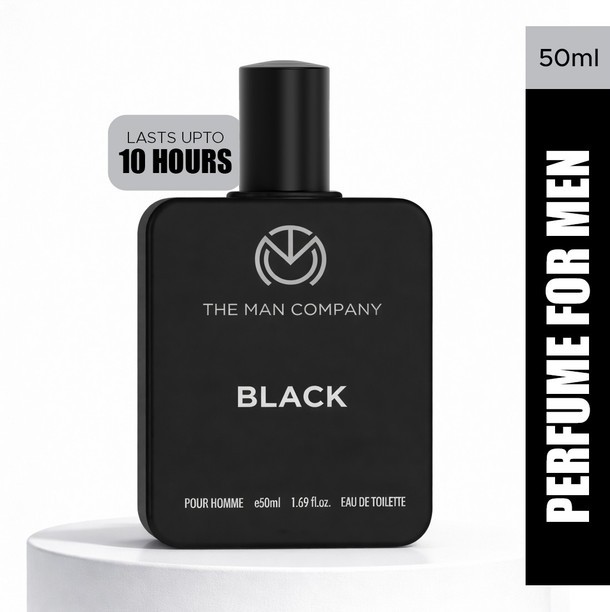 50ml
PERFUME FOR MEN
LASTS UPTO
10 HOURS
THE MAN COMPANY
BLACK
POUR HOMME e50ml 1.69 fl.oz. EAU DE TOILETTE